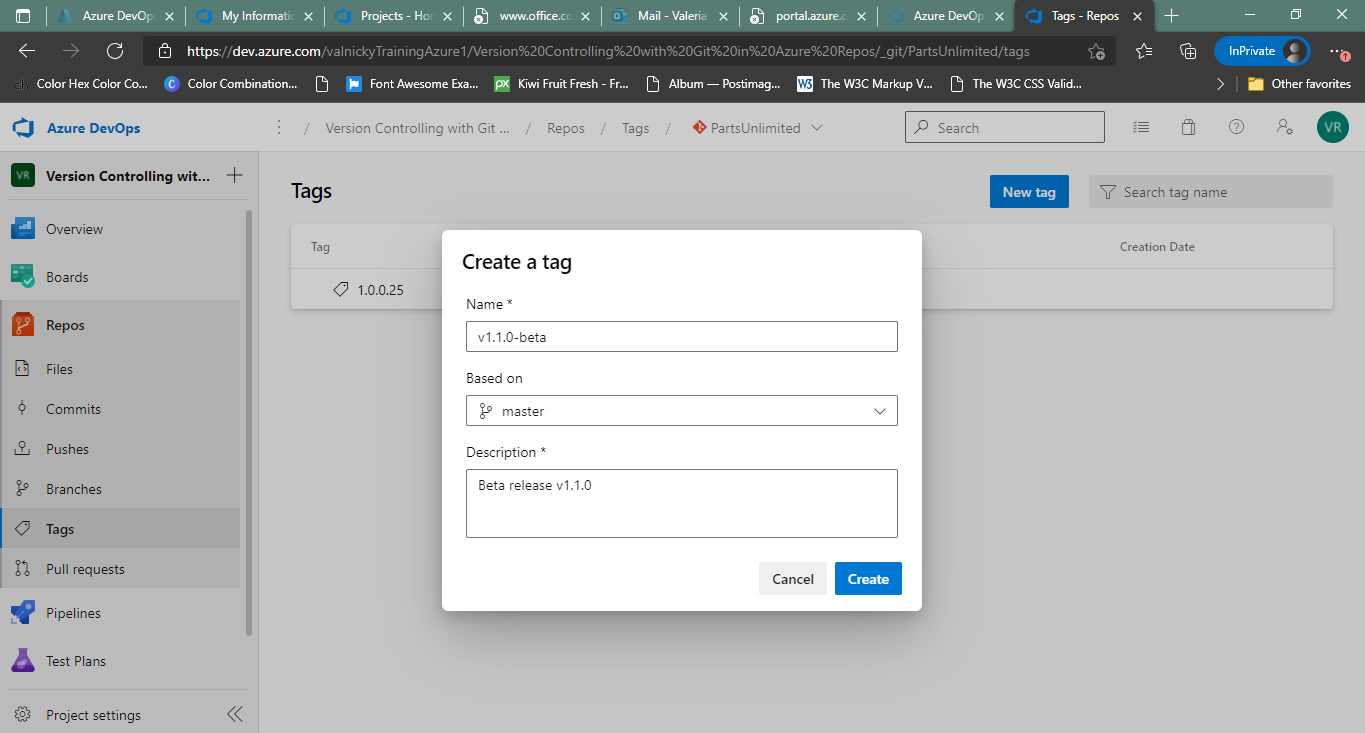 Azure DevOp
My Informatic
Projects - Hor
www.office.co
Mail - Valeria
portal.azure.c
Azure DevOp
Tags - Repos
https://dev.azure.com/valnickyTrainingAzure1/Version%20Controlling%20with%20Git%20in%20Azure%20Repos/_git/PartsUnlimited/tags
InPrivate
Color Hex Color Co...
Color Combination...
Font Awesome Exa...
Kiwi Fruit Fresh - Fr...
Album — Postimag...
The W3C Markup V...
The W3C CSS Valid...
Other favorites
Azure DevOps
/ Version Controlling with Git ... / Repos / Tags / PartsUnlimited
Search
VR
VR Version Controlling wit...
Overview
Boards
Repos
Files
Commits
Pushes
Branches
Tags
Pull requests
Pipelines
Test Plans
Project settings
Tags
New tag
Search tag name
Tag
Creation Date
1.0.0.25
Create a tag
Name *
v1.1.0-beta
Based on
master
Description *
Beta release v1.1.0
Cancel
Create